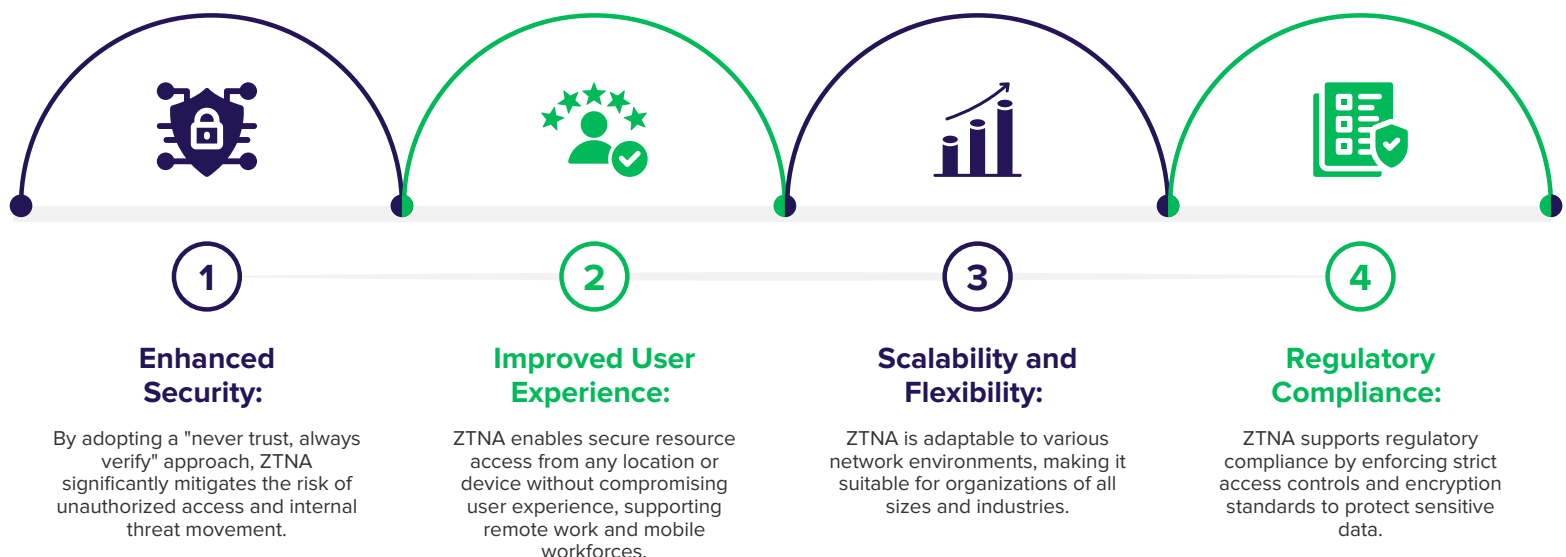 1
Enhanced
Security:
By adopting a "never trust, always
verify" approach, ZTNA
significantly mitigates the risk of
unauthorized access and internal
threat movement.
2
Improved User
Experience:
ZTNA enables secure resource
access from any location or
device without compromising
user experience, supporting
remote work and mobile
workforces.
3
Scalability and
Flexibility:
ZTNA is adaptable to various
network environments, making it
suitable for organizations of all
sizes and industries.
4
Regulatory
Compliance:
ZTNA supports regulatory
compliance by enforcing strict
access controls and encryption
standards to protect sensitive
data.